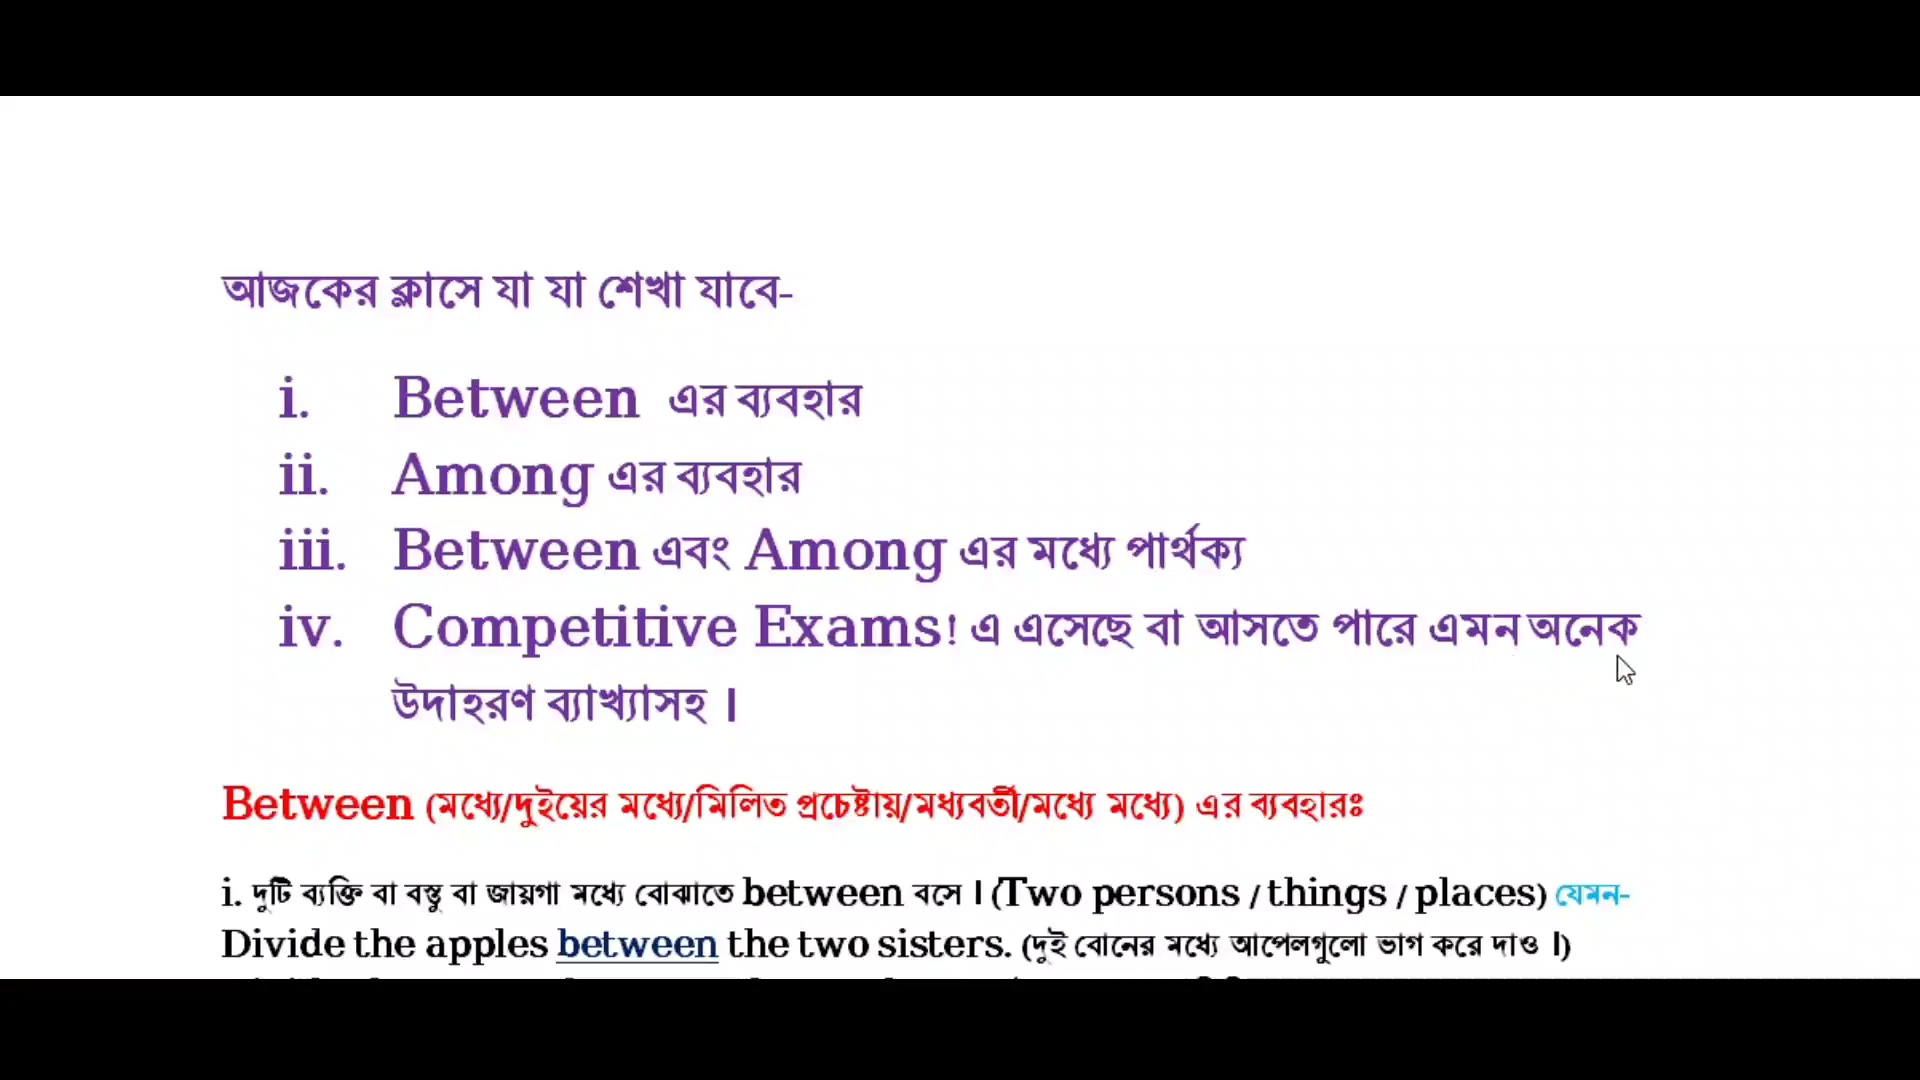 আজকের ক্লাসে যা যা শেখা যাবে-
i. Between এর ব্যবহার
ii. Among এর ব্যবহার
iii. Between এবং Among এর মধ্যে পার্থক্য
iv. Competitive Exams! এ এসেছে বা আসতে পারে এমন অনেক
উদাহরণ ব্যাখ্যাসহ ।
Between (মধ্যে/দুইয়ের মধ্যে/মিলিত প্রচেষ্টায়/মধ্যবর্তী/মধ্যে মধ্যে) এর ব্যবহারঃ
i. দুটি ব্যক্তি বা বস্তু বা জায়গা মধ্যে বোঝাতে between বসে । (Two persons / things / places) যেমন-
Divide the apples between the two sisters. (দুই বোনের মধ্যে আপেলগুলো ভাগ করে দাও ।)